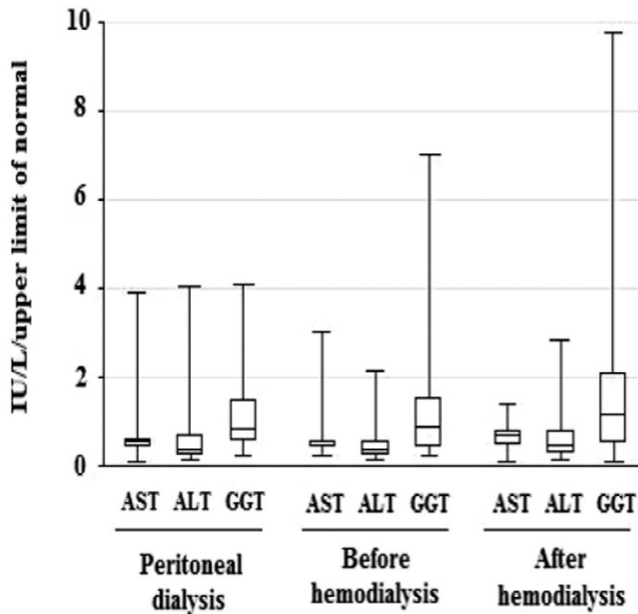 IU/L/upper limit of normal
10
8
6
4
2
0
AST ALT GGT AST ALT GGT AST ALT GGT
Peritoneal dialysis
Before hemodialysis
After hemodialysis